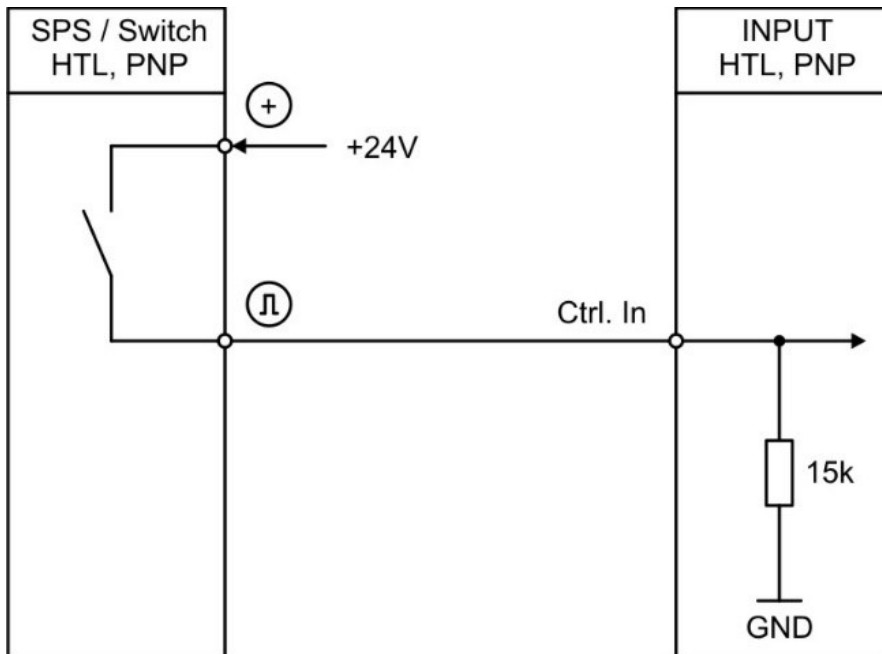 SPS / Switch
HTL, PNP
INPUT
HTL, PNP
+
+24V
Ctrl. In
15k
GND